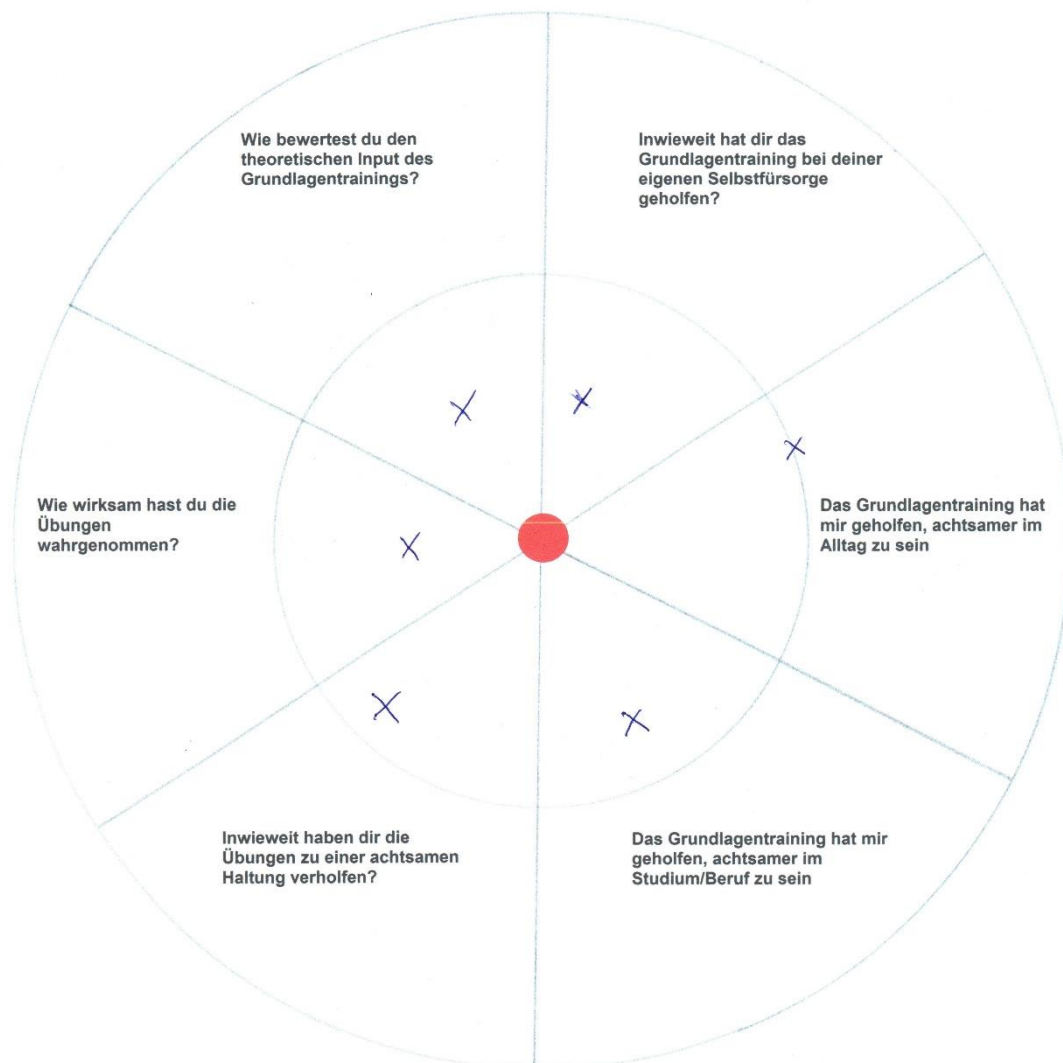 Wie bewertest du den
theoretischen Input des
Grundlagentrainings?
Inwieweit hat dir das
Grundlagentraining bei deiner
eigenen Selbstfürsorge
geholfen?
Wie wirksam hast du die
Übungen
wahrgenommen?
Das Grundlagentraining hat
mir geholfen, achtsamer im
Alltag zu sein
Inwieweit haben dir die
Übungen zu einer achtsamen
Haltung verholfen?
Das Grundlagentraining hat mir
geholfen, achtsamer im
Studium/Beruf zu sein